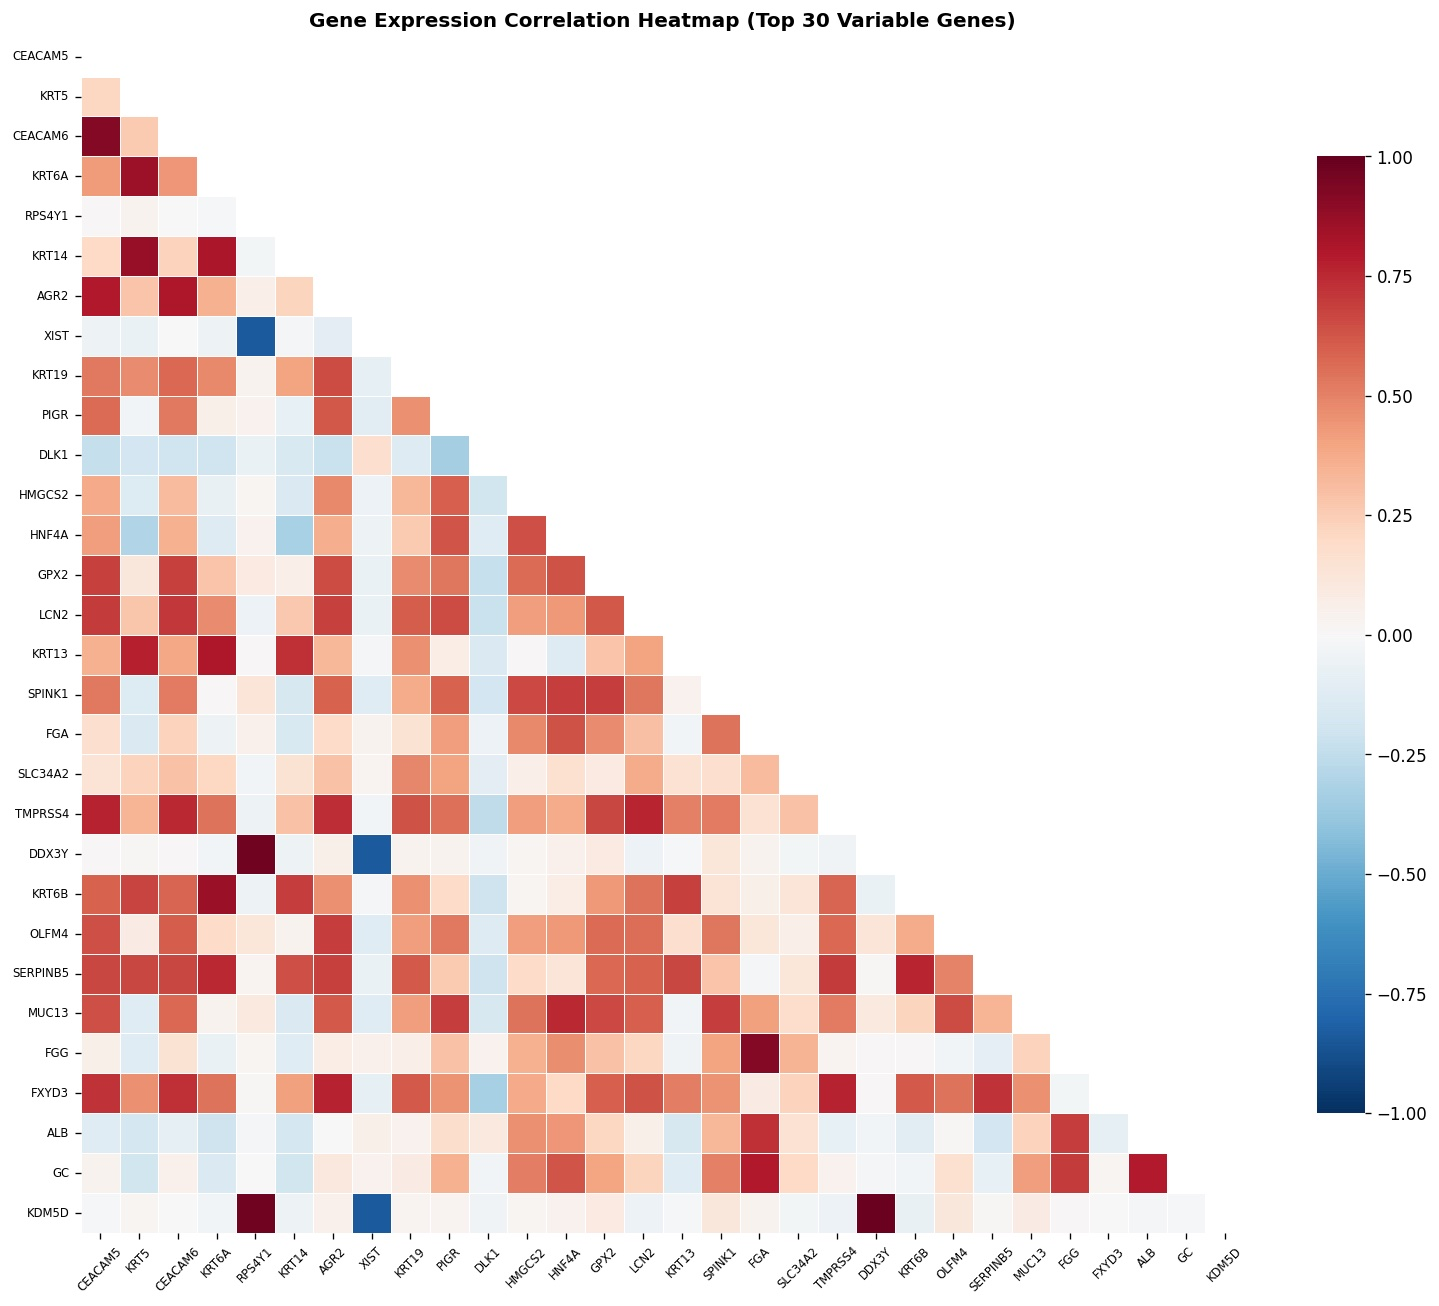 Gene Expression Correlation Heatmap (Top 30 Variable Genes)
CEACAM5
KRT5
CEACAM6
KRT6A
RPS4Y1
KRT14
AGR2
XIST
KRT19
PIGR
DLK1
HMGCS2
HNF4A
GPX2
LCN2
KRT13
SPINK1
FGA
SLC34A2
TMPRSS4
DDX3Y
KRT6B
OLFM4
SERPINB5
MUC13
FGG
FXYD3
ALB
GC
KDM5D
CEACAM5 KRT5 CEACAM6 KRT6A RPS4Y1 KRT14 AGR2 XIST KRT19 PIGR DLK1 HMGCS2 HNF4A GPX2 LCN2 KRT13 SPINK1 FGA SLC34A2 TMPRSS4 DDX3Y KRT6B OLFM4 SERPINB5 MUC13 FGG FXYD3 ALB GC KDM5D
1.00
0.75
0.50
0.25
0.00
−0.25
−0.50
−0.75
−1.00